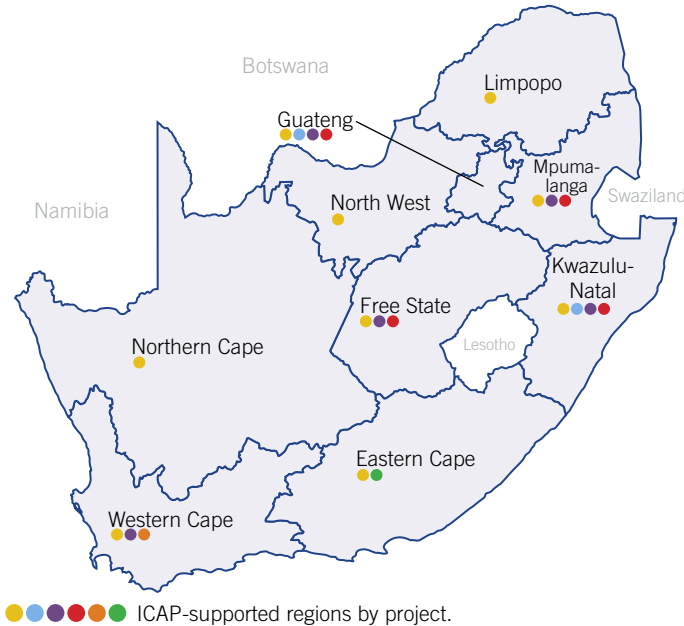 Botswana
Limpopo
Guateng
Mpuma-
langa
Swaziland
Namibia
North West
Kwazulu-
Natal
Free State
Lesotho
Northern Cape
Eastern Cape
Western Cape
ICAP-supported regions by project.